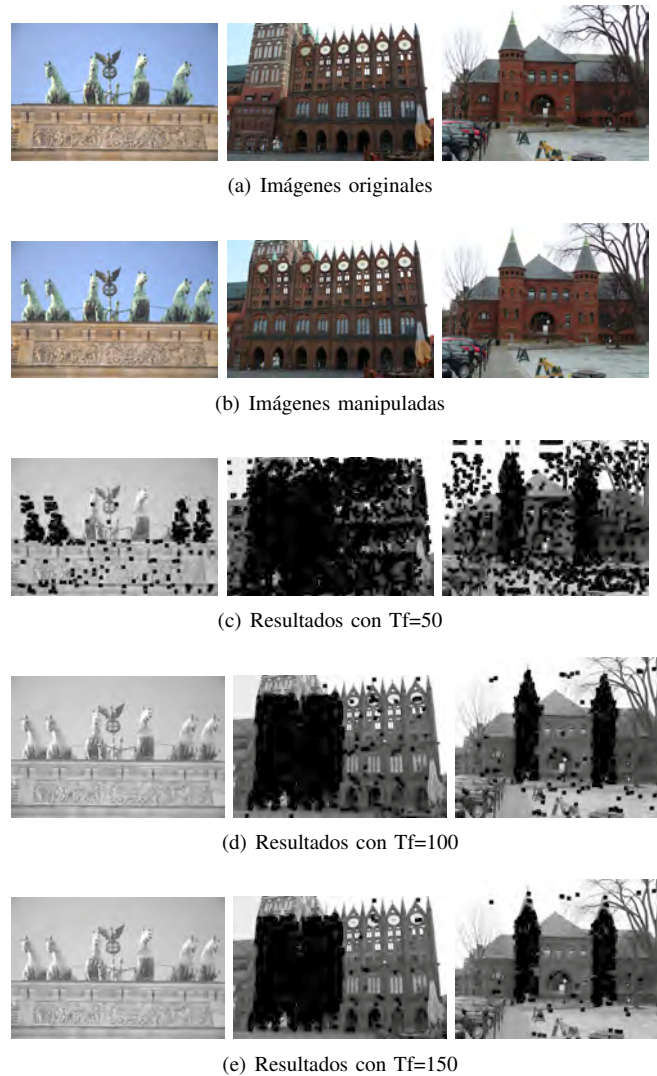 (a) Imágenes originales
(b) Imágenes manipuladas
(c) Resultados con Tf=50
(d) Resultados con Tf=100
(e) Resultados con Tf=150